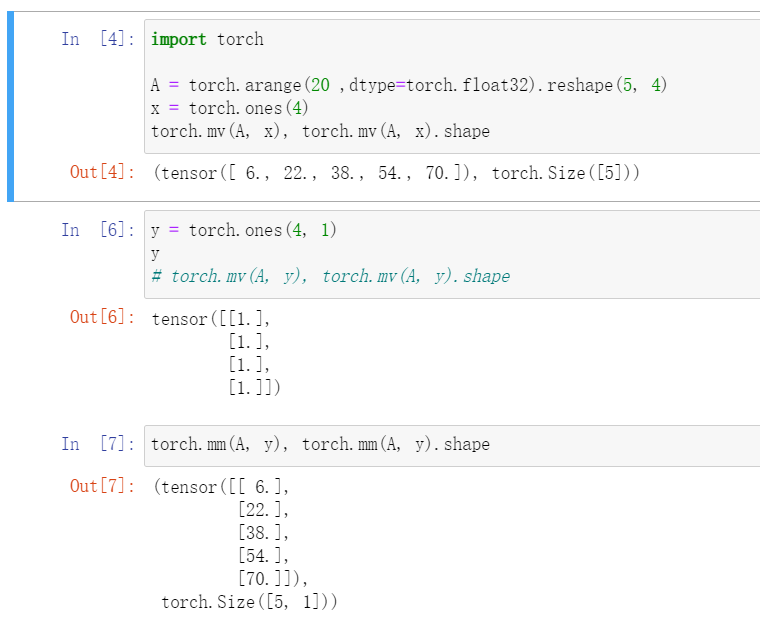 In [4]: import torch
A = torch.arange(20 ,dtype=torch.float32).reshape(5, 4)
x = torch.ones(4)
torch.mv(A, x), torch.mv(A, x).shape
Out[4]: (tensor([ 6., 22., 38., 54., 70.]), torch.Size([5]))
In [6]: y = torch.ones(4, 1)
y
# torch.mv(A, y), torch.mv(A, y).shape
Out[6]: tensor([[1.],
[1.],
[1.],
[1.]])
In [7]: torch.mm(A, y), torch.mm(A, y).shape
Out[7]: (tensor([[ 6.],
[22.],
[38.],
[54.],
[70.]]),
torch.Size([5, 1]))